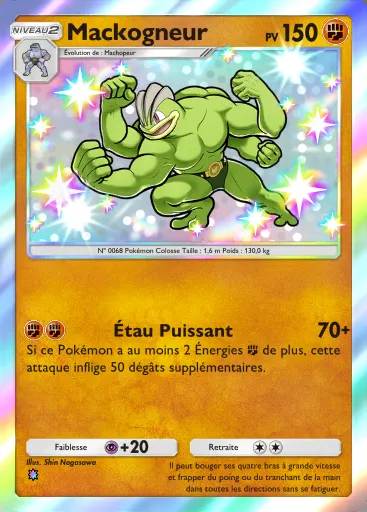 NIVEAU 2
Mackogneur
PV 150
Évolution de : Machopeur
N° 0068 Pokémon Colosse Taille : 1,6 m Poids : 130,0 kg
Étau Puissant 70+
Si ce Pokémon a au moins 2 Énergies de plus, cette
attaque inflige 50 dégâts supplémentaires.
Faiblesse +20
Retraite
Illus. Shin Nagasawa
Il peut bouger ses quatre bras à grande vitesse
et frapper du poing ou du tranchant de la main
dans toutes les directions sans se fatiguer.